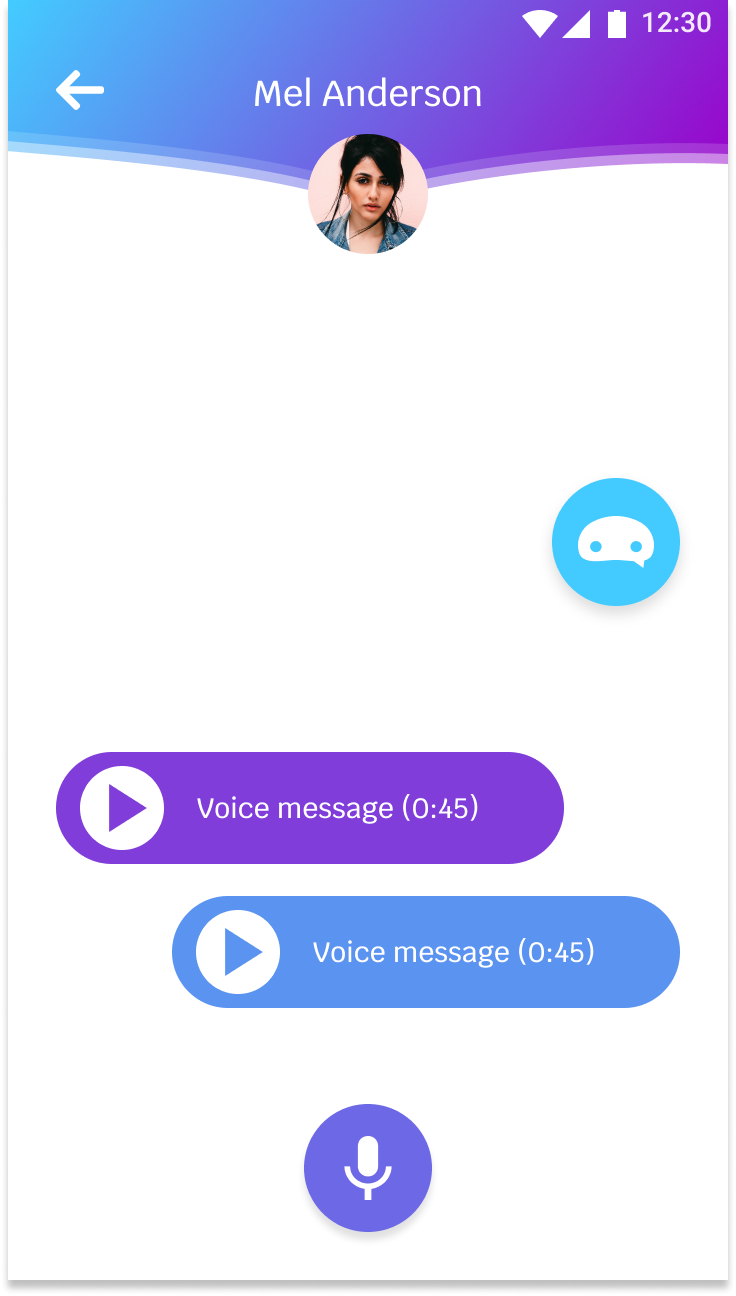 12:30
Mel Anderson
Voice message (0:45)
Voice message (0:45)